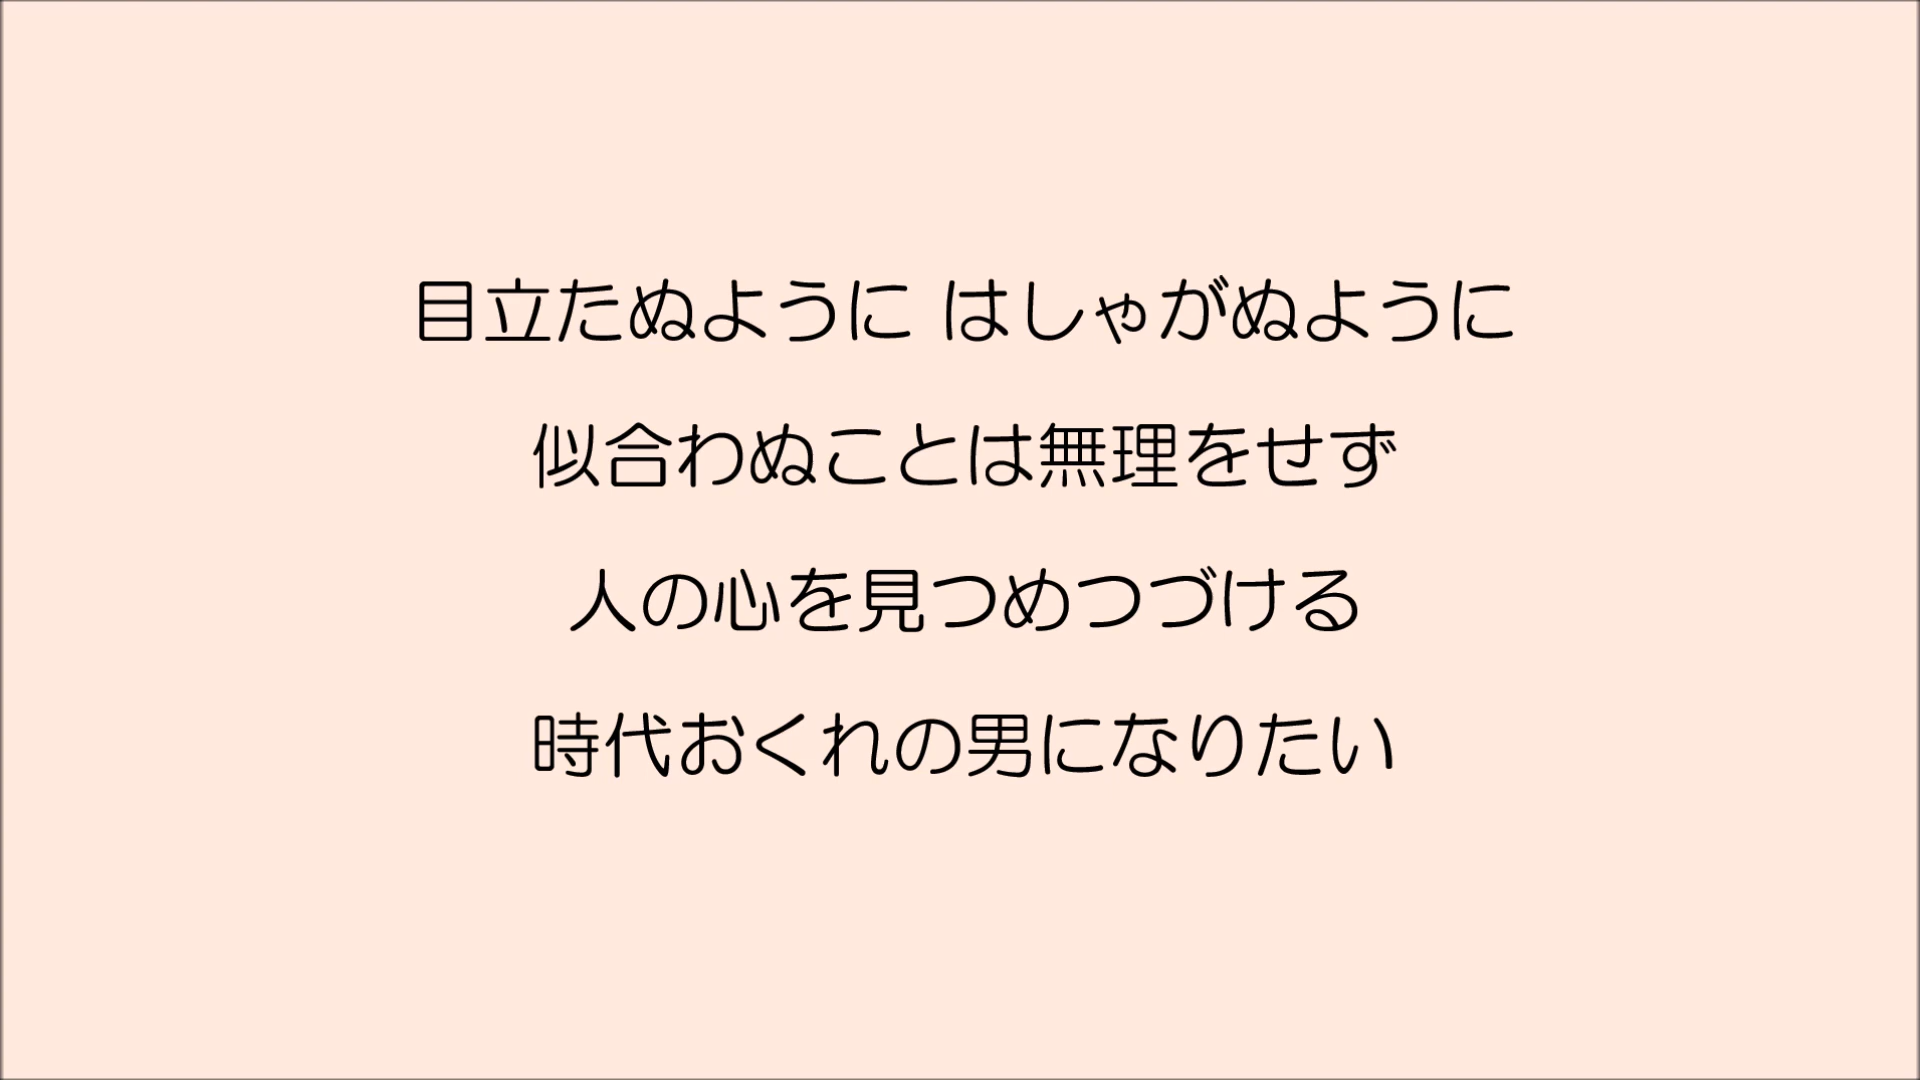 目立たぬように はしゃがぬように
似合わぬことは無理をせず
人の心を見つめつづける
時代おくれの男になりたい